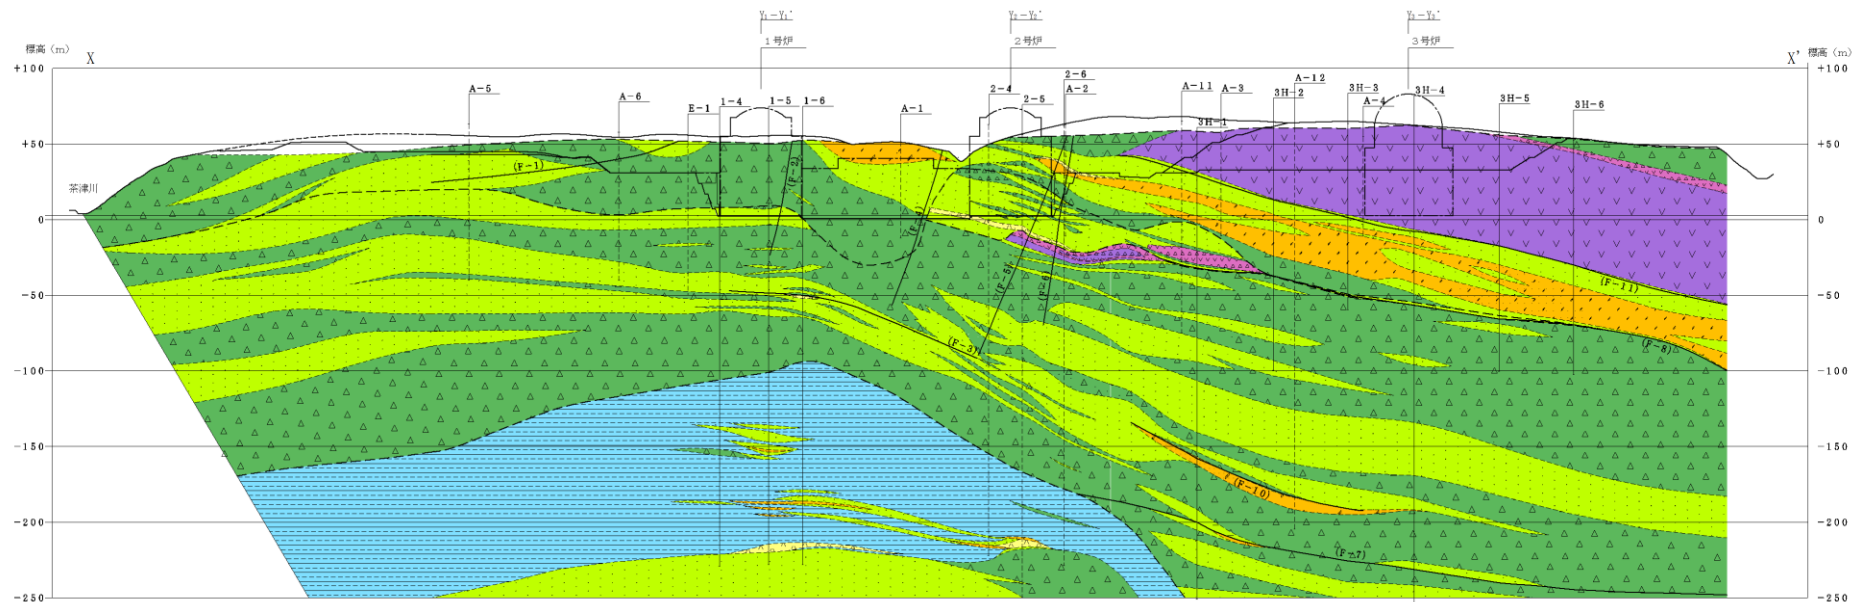 Y₁−Y₁'
Y₂−Y₂'
Y₃−Y₃'
1号炉
2号炉
3号炉
標高（m）
X
X'
標高（m）
+100
+100
A-5
A-6
E-1
1-4
1-5
1-6
A-1
2-4
2-5
2-6
A-2
A-11
A-3
3H-1
3H-2
A-12
3H-3
A-4
3H-4
3H-5
3H-6
+50
+50
(F-1)
(F-2)
茶津川
0
0
(F-4)
(F-5)
(F-6)
(F-11)
-50
-50
(F-3)
(F-8)
-100
-100
-150
-150
(F-10)
-200
-200
(F-7)
-250
-250